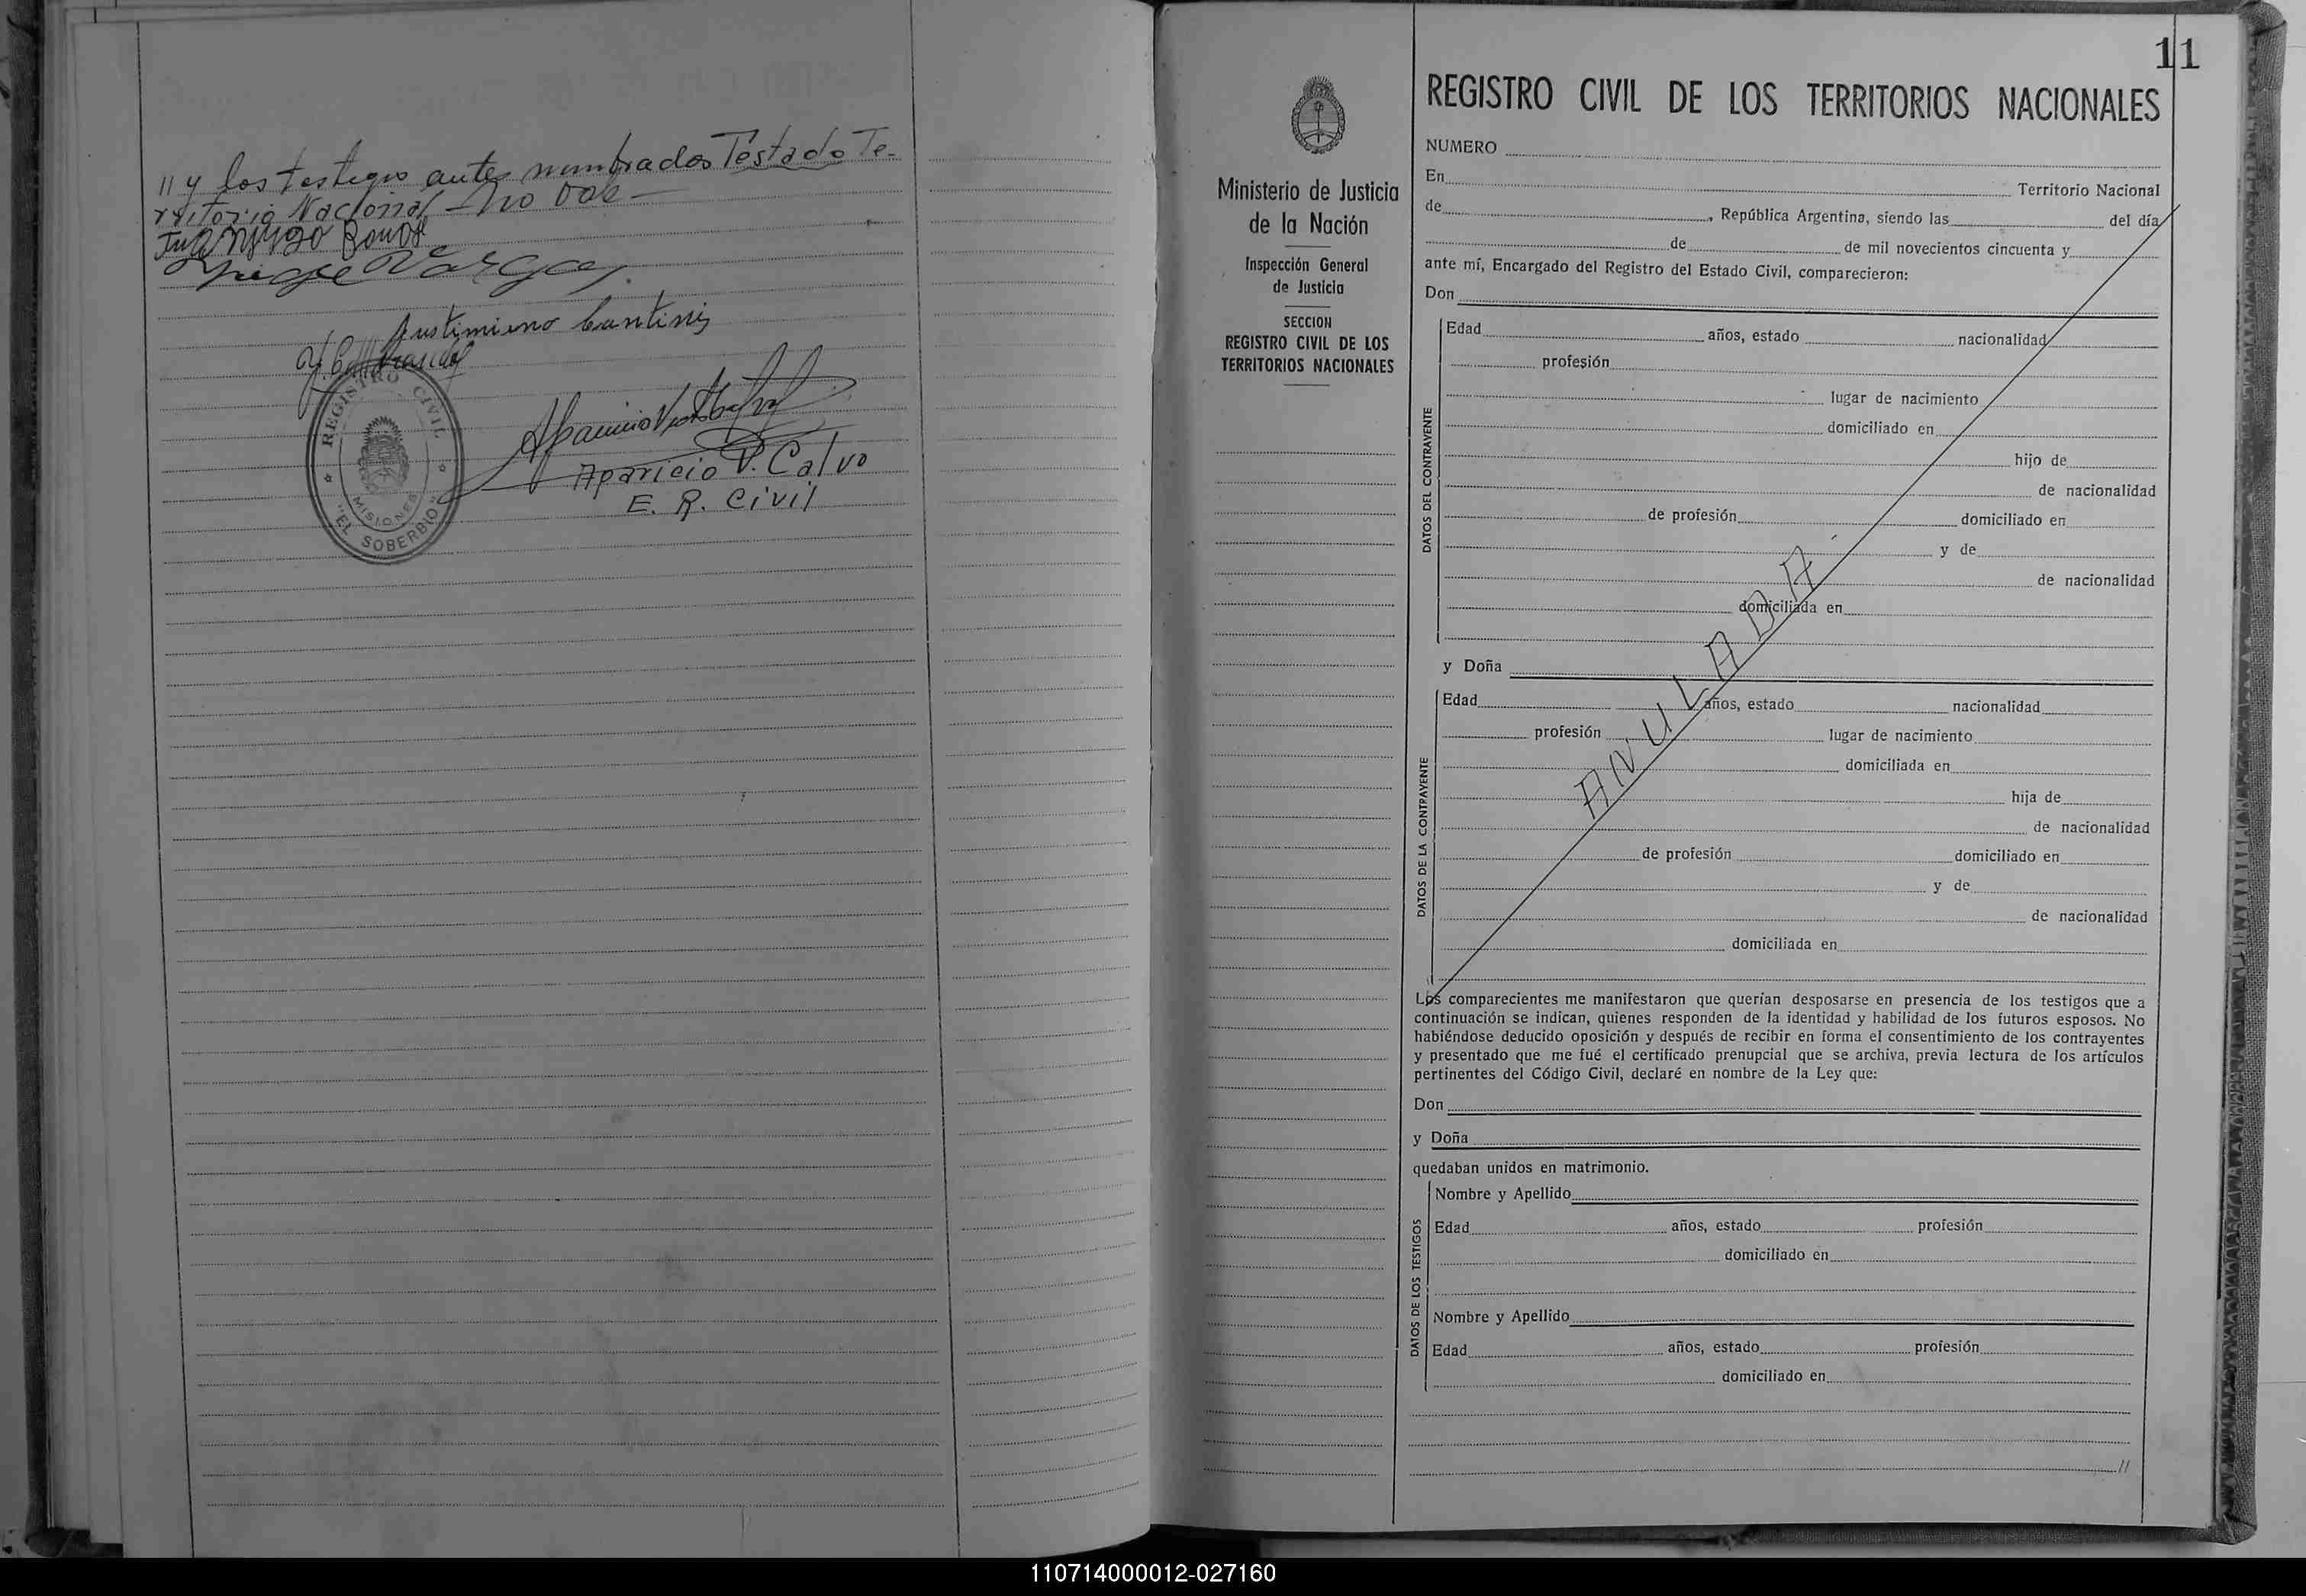 // y los testigos antes nombrados Testado Te-
rritorio Nacional - No vale -
Vargas
Justimiano
REGISTRO CIVIL
MISIONES
"EL SOBERBIO"
Aparicio V. Calvo
E. R. Civil
11
Ministerio de Justicia
de la Nación
Inspección General
de Justicia
SECCION
REGISTRO CIVIL DE LOS
TERRITORIOS NACIONALES
REGISTRO CIVIL DE LOS TERRITORIOS NACIONALES
NUMERO
En Territorio Nacional
de , República Argentina, siendo las del día
de de mil novecientos cincuenta y
ante mí, Encargado del Registro del Estado Civil, comparecieron:
Don
DATOS DEL CONTRAYENTE
Edad años, estado nacionalidad
profesión
lugar de nacimiento
domiciliado en
hijo de
de nacionalidad
de profesión domiciliado en
y de
de nacionalidad
domiciliada en
ANULADA
y Doña
DATOS DE LA CONTRAYENTE
Edad años, estado nacionalidad
profesión lugar de nacimiento
domiciliada en
hija de
de nacionalidad
de profesión domiciliado en
y de
de nacionalidad
domiciliada en
Los comparecientes me manifestaron que querían desposarse en presencia de los testigos que a
continuación se indican, quienes responden de la identidad y habilidad de los futuros esposos. No
habiéndose deducido oposición y después de recibir en forma el consentimiento de los contrayentes
y presentado que me fué el certificado prenupcial que se archiva, previa lectura de los artículos
pertinentes del Código Civil, declaré en nombre de la Ley que:
Don
y Doña
quedaban unidos en matrimonio.
DATOS DE LOS TESTIGOS
Nombre y Apellido
Edad años, estado profesión
domiciliado en
Nombre y Apellido
Edad años, estado profesión
domiciliado en
//
110714000012-027160